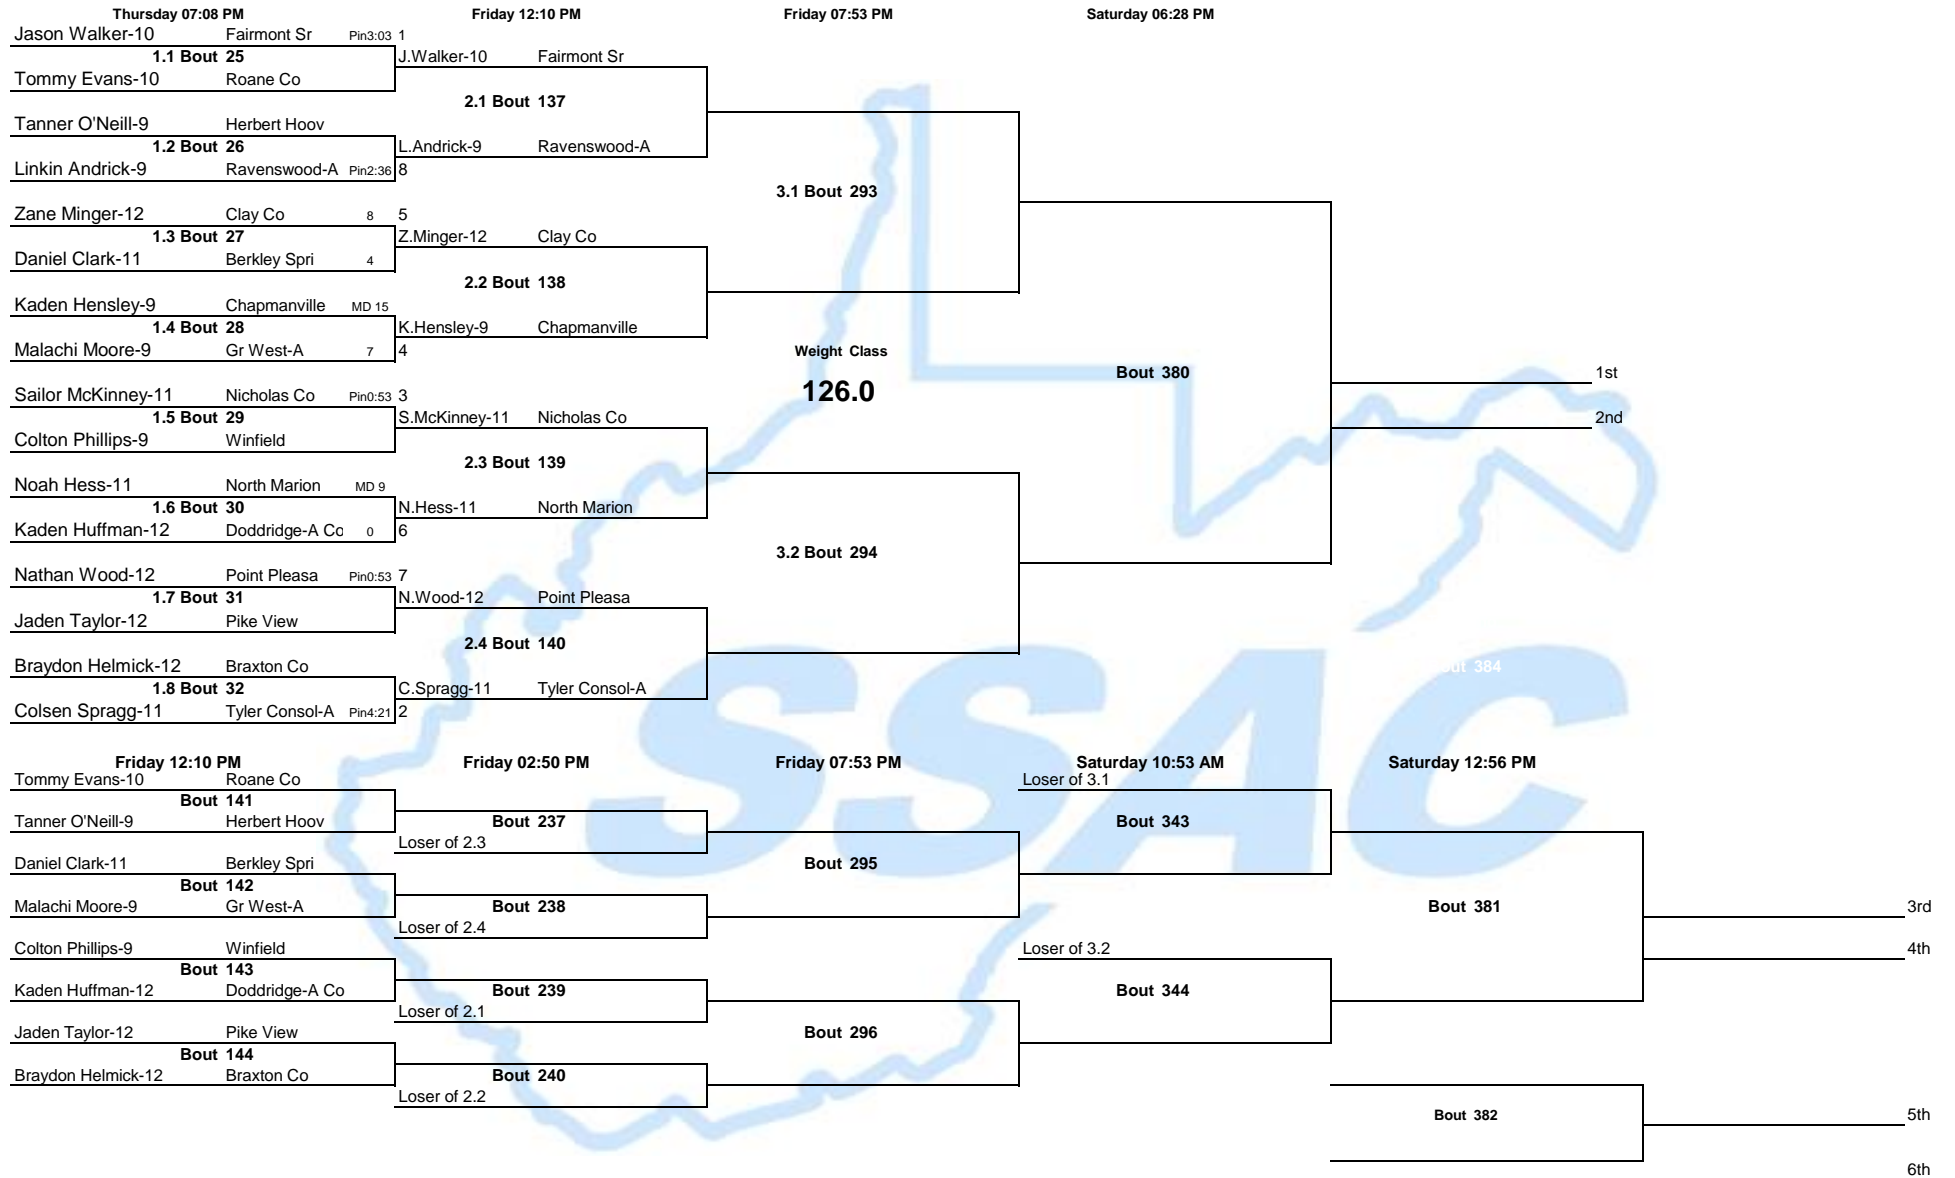 Thursday 07:08 PM Friday 12:10 PM Friday 07:53 PM Saturday 06:28 PM
Jason Walker-10 Fairmont Sr Pin3:03 1
1.1 Bout 25 J.Walker-10 Fairmont Sr
Tommy Evans-10 Roane Co
2.1 Bout 137
Tanner O'Neill-9 Herbert Hoov
1.2 Bout 26 L.Andrick-9 Ravenswood-A
Linkin Andrick-9 Ravenswood-A Pin2:36 8
3.1 Bout 293
Zane Minger-12 Clay Co 8 5
1.3 Bout 27 Z.Minger-12 Clay Co
Daniel Clark-11 Berkley Spri 4
2.2 Bout 138
Kaden Hensley-9 Chapmanville MD 15
1.4 Bout 28 K.Hensley-9 Chapmanville
Malachi Moore-9 Gr West-A 7 4 Weight Class
Bout 380 1st
Sailor McKinney-11 Nicholas Co Pin0:53 3 126.0
1.5 Bout 29 S.McKinney-11 Nicholas Co 2nd
Colton Phillips-9 Winfield
2.3 Bout 139
Noah Hess-11 North Marion MD 9
1.6 Bout 30 N.Hess-11 North Marion
Kaden Huffman-12 Doddridge-A Co 0 6
3.2 Bout 294
Nathan Wood-12 Point Pleasa Pin0:53 7
1.7 Bout 31 N.Wood-12 Point Pleasa
Jaden Taylor-12 Pike View
2.4 Bout 140
Braydon Helmick-12 Braxton Co 384
1.8 Bout 32 C.Spragg-11 Tyler Consol-A
Colsen Spragg-11 Tyler Consol-A Pin4:21 2
SSAC
Friday 12:10 PM Friday 02:50 PM Friday 07:53 PM Saturday 10:53 AM Saturday 12:56 PM
Tommy Evans-10 Roane Co Loser of 3.1
Bout 141
Tanner O'Neill-9 Herbert Hoov Bout 237 Bout 343
Loser of 2.3
Daniel Clark-11 Berkley Spri Bout 295
Bout 142
Malachi Moore-9 Gr West-A Bout 238 Bout 381 3rd
Loser of 2.4
Colton Phillips-9 Winfield Loser of 3.2 4th
Bout 143
Kaden Huffman-12 Doddridge-A Co Bout 239 Bout 344
Loser of 2.1
Jaden Taylor-12 Pike View Bout 296
Bout 144
Braydon Helmick-12 Braxton Co Bout 240
Loser of 2.2
Bout 382 5th
6th